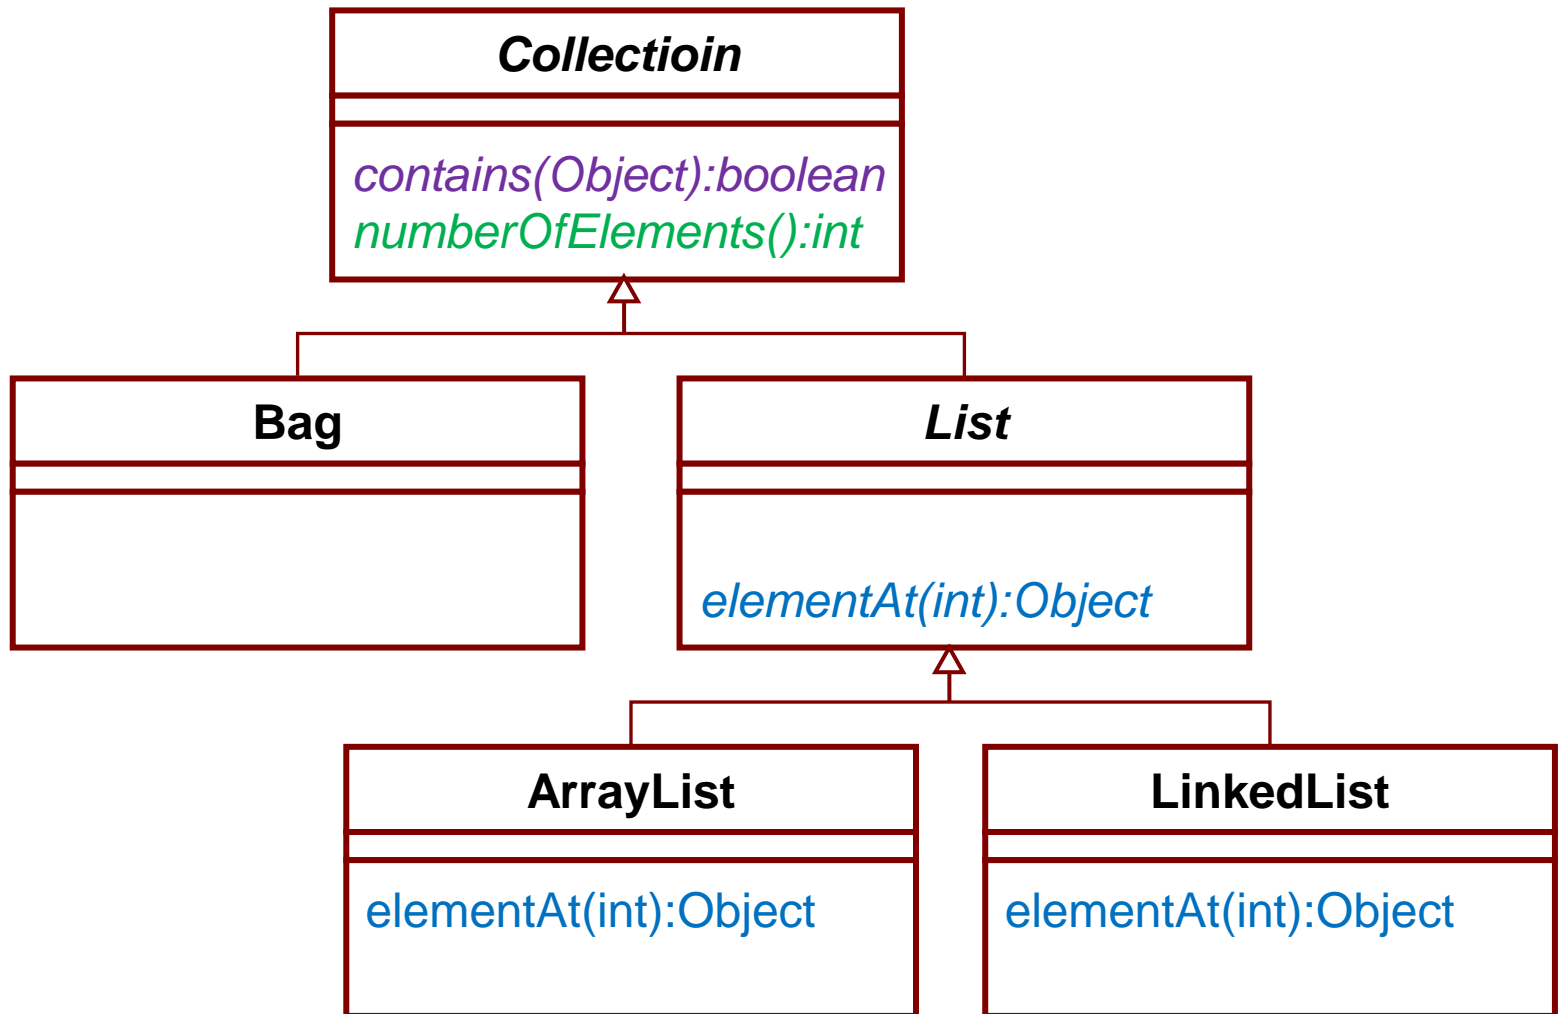 Collectioin
contains(Object):boolean
numberOfElements():int
Bag
List
elementAt(int):Object
ArrayList
LinkedList
elementAt(int):Object
elementAt(int):Object